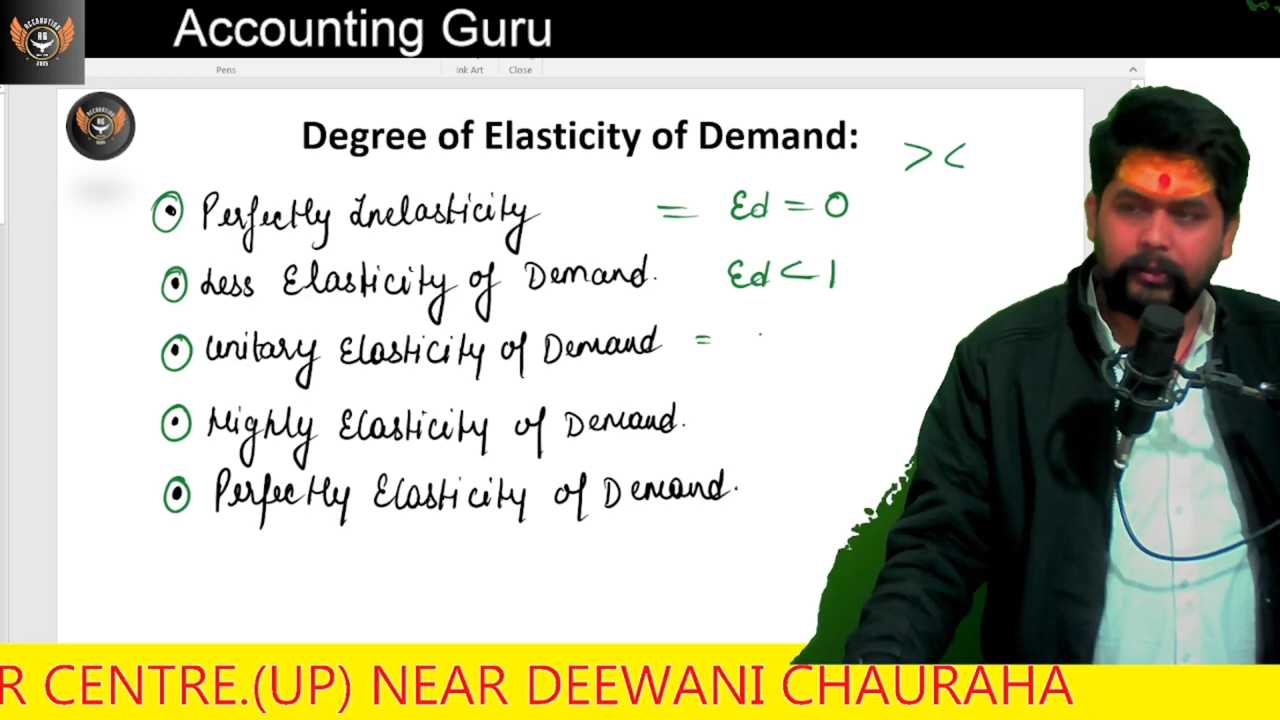 Accounting Guru
Pens Ink Art Close
Degree of Elasticity of Demand:
> <
Perfectly Inelasticity = Ed = 0
Less Elasticity of Demand. Ed < 1
Unitary Elasticity of Demand =
Highly Elasticity of Demand.
Perfectly Elasticity of Demand.
R CENTRE.(UP) NEAR DEEWANI CHAURAHA